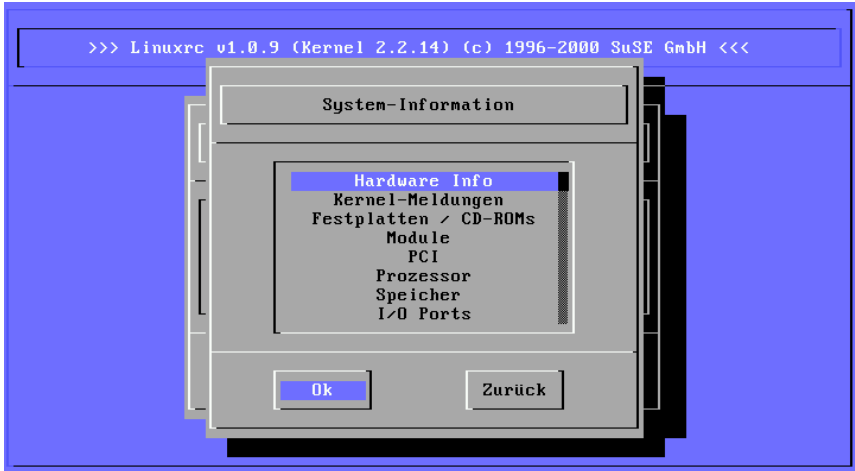 >>> Linuxrc v1.0.9 (Kernel 2.2.14) (c) 1996-2000 SuSE GmbH <<<
System-Information
Hardware Info
Kernel-Meldungen
Festplatten / CD-ROMs
Module
PCI
Prozessor
Speicher
I/O Ports
Ok Zurück